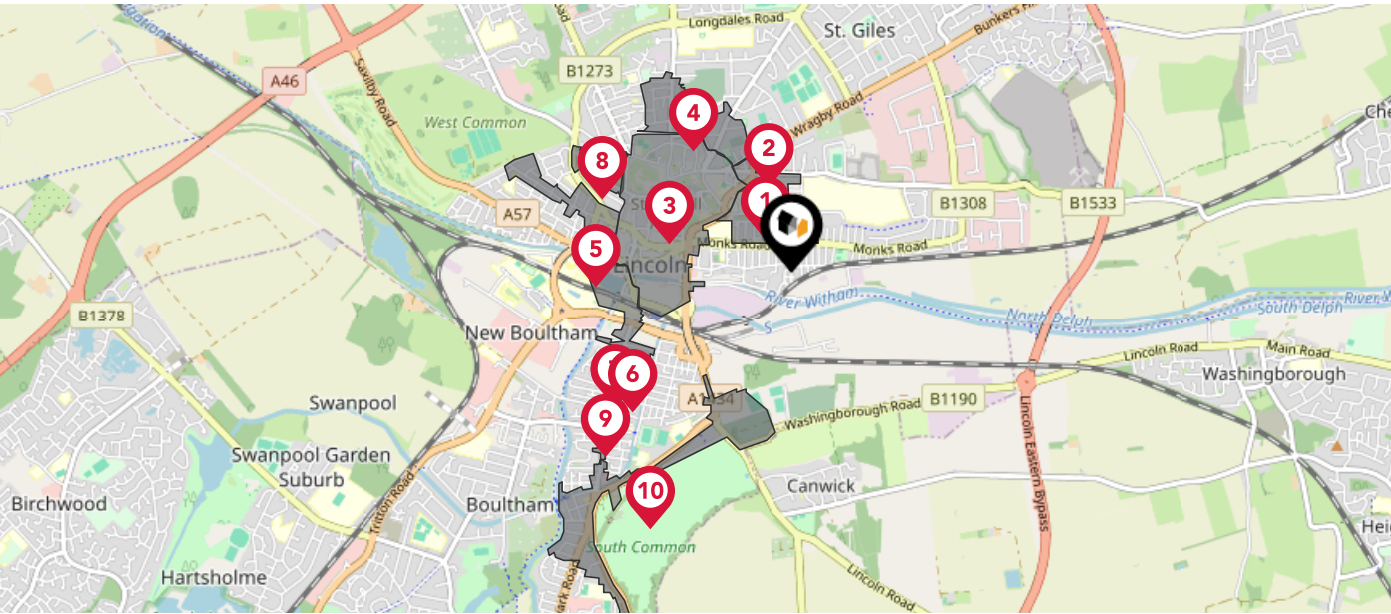 Longdales Road
St. Giles
Bunkers
B1273
A46
Saxilby Road
West Common
4
Wragby Road
2
8
A57
3
1
B1308
B1533
Monks Road
5
Lincoln
River Witham
North Delph
South Delph
River
B1378
New Boultham
Lincoln Road
Main Road
Washingborough
6
A1434
B1190
Swanpool
9
Washingborough Road
Lincoln Eastern Bypass
Swanpool Garden
Suburb
Birchwood
Tritton Road
Boultham
10
Canwick
South Common
Hartsholme
Lincoln Road